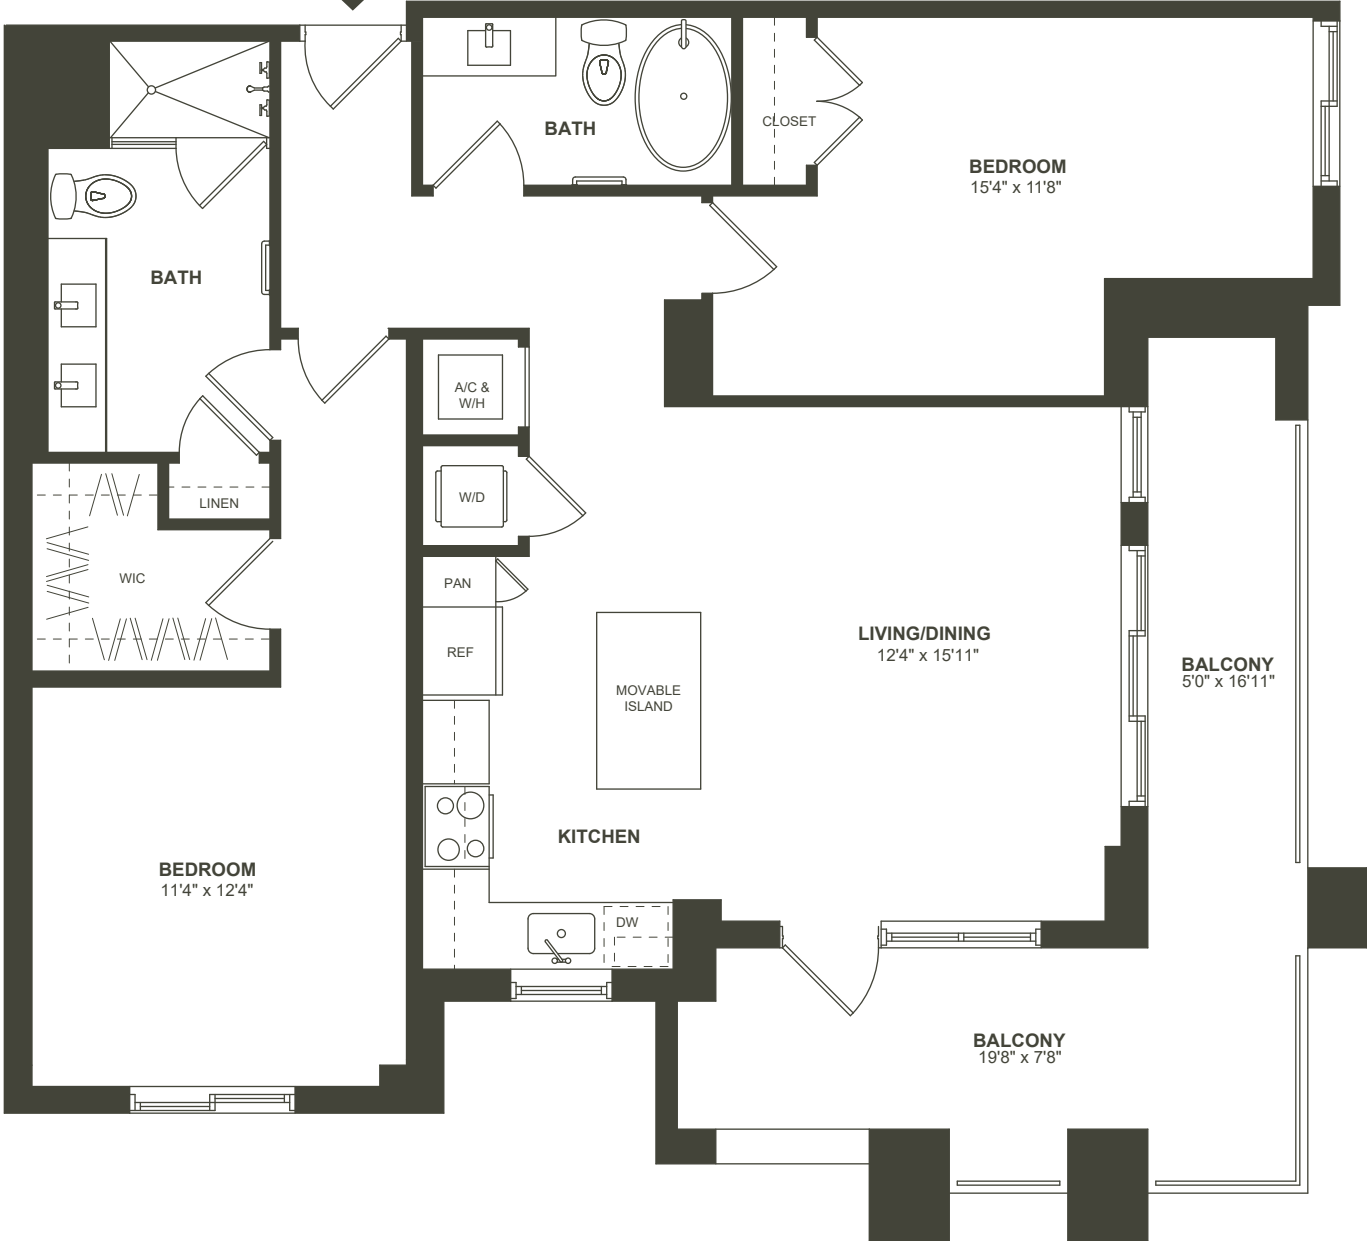 BATH
CLOSET
BEDROOM
15'4" x 11'8"
BATH
A/C &
W/H
W/D
LINEN
WIC
PAN
REF
MOVABLE
ISLAND
LIVING/DINING
12'4" x 15'11"
BALCONY
5'0" x 16'11"
KITCHEN
BEDROOM
11'4" x 12'4"
DW
BALCONY
19'8" x 7'8"